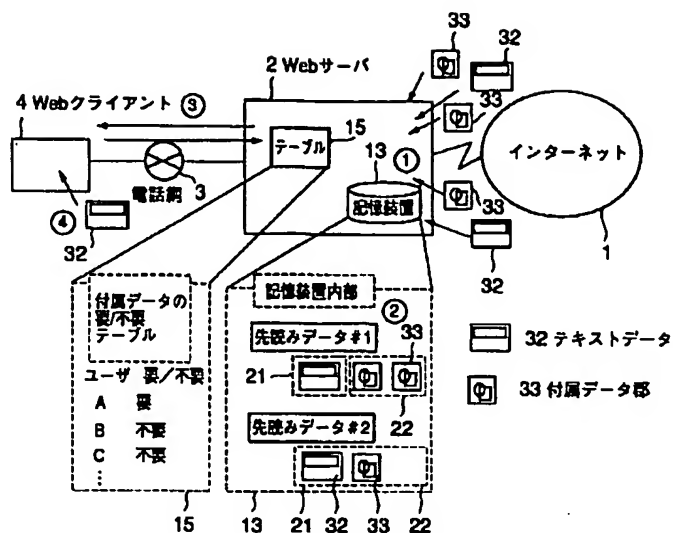 33
32
2 Webサーバ
4 Webクライアント ③
15
33
テーブル
13
①
インターネット
電話網
3
記憶装置
33
④
32
32
1
付属データの
要/不要
テーブル
記憶装置内部
②
先読みデータ#1
33
32 テキストデータ
ユーザ 要/不要
21
33 付属データ郡
A 要
22
B 不要
先読みデータ#2
C 不要
⋮
15
13
21
32
33
22